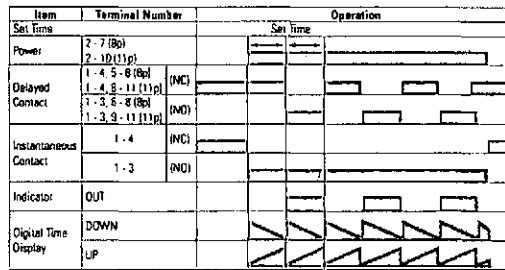 Item Terminal Number Operation
Set Time Set Time
Power 2 - 7 (8p)
2 - 10 (11p)
Delayed Contact 1 - 4, 5 - 8 (8p) (NC)
1 - 4, 8 - 11 (11p)
1 - 3, 6 - 8 (8p) (NO)
1 - 3, 9 - 11 (11p)
Instantaneous Contact 1 - 4 (NC)
1 - 3 (NO)
Indicator OUT
Digital Time Display DOWN
UP